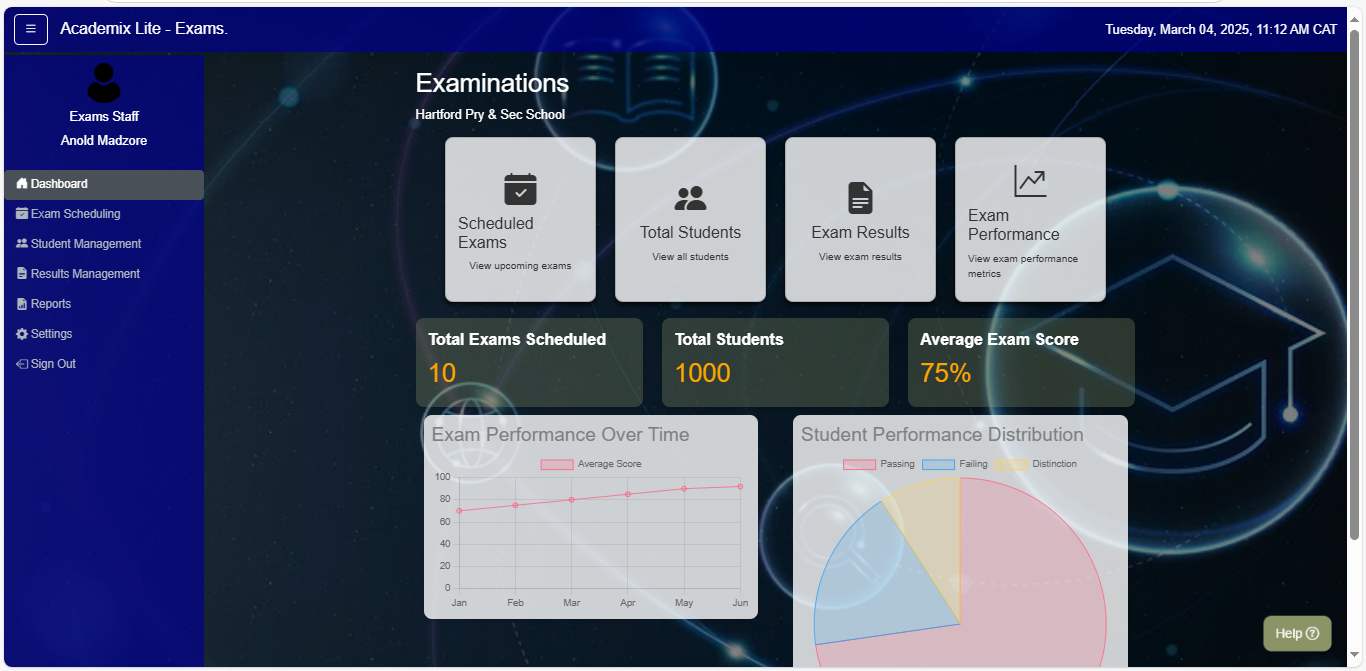 Academix Lite - Exams.
Tuesday, March 04, 2025, 11:12 AM CAT
Exams Staff
Anold Madzore
Dashboard
Exam Scheduling
Student Management
Results Management
Reports
Settings
Sign Out
Examinations
Hartford Pry & Sec School
Scheduled
Exams
View upcoming exams
Total Students
View all students
Exam Results
View exam results
Exam
Performance
View exam performance
metrics
Total Exams Scheduled
10
Total Students
1000
Average Exam Score
75%
Exam Performance Over Time
Average Score
100
80
60
40
20
0
Jan Feb Mar Apr May Jun
Student Performance Distribution
Passing Failing Distinction
Help